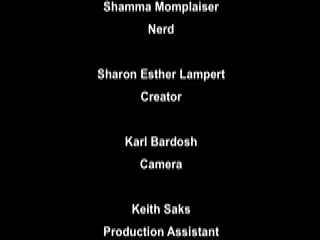 Shamma Momplaiser
Nerd
Sharon Esther Lampert
Creator
Karl Bardosh
Camera
Keith Saks
Production Assistant